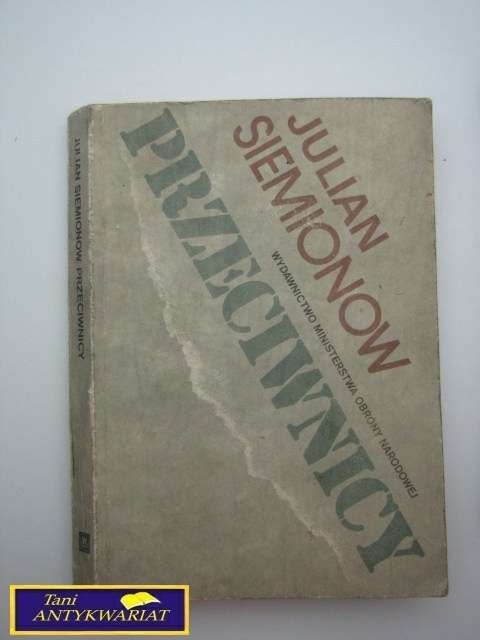 JULIAN SIEMIONOW PRZECIWNICY
JULIAN
SIEMIONOW
PRZECIWNICY
WYDAWNICTWO MINISTERSTWA OBRONY NARODOWEJ
Tani
ANTYKWARIAT